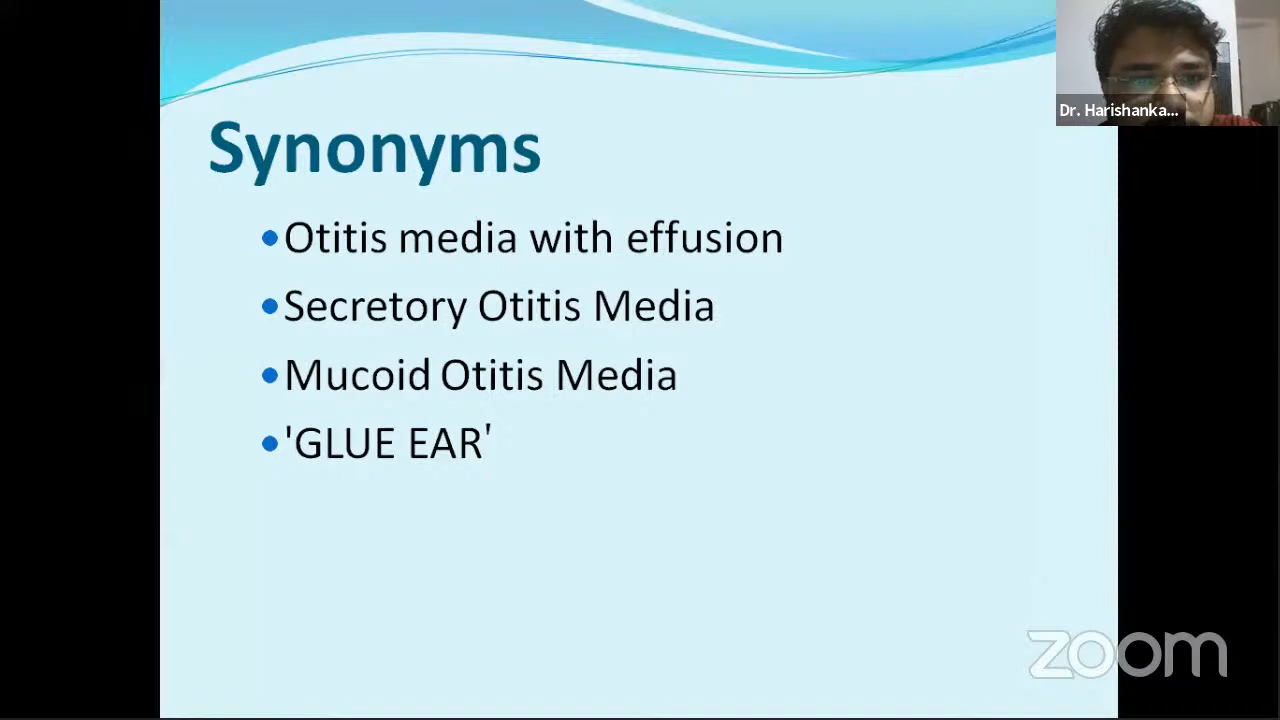 Dr. Harishanka...
Synonyms
•Otitis media with effusion
•Secretory Otitis Media
•Mucoid Otitis Media
•'GLUE EAR'
zoom